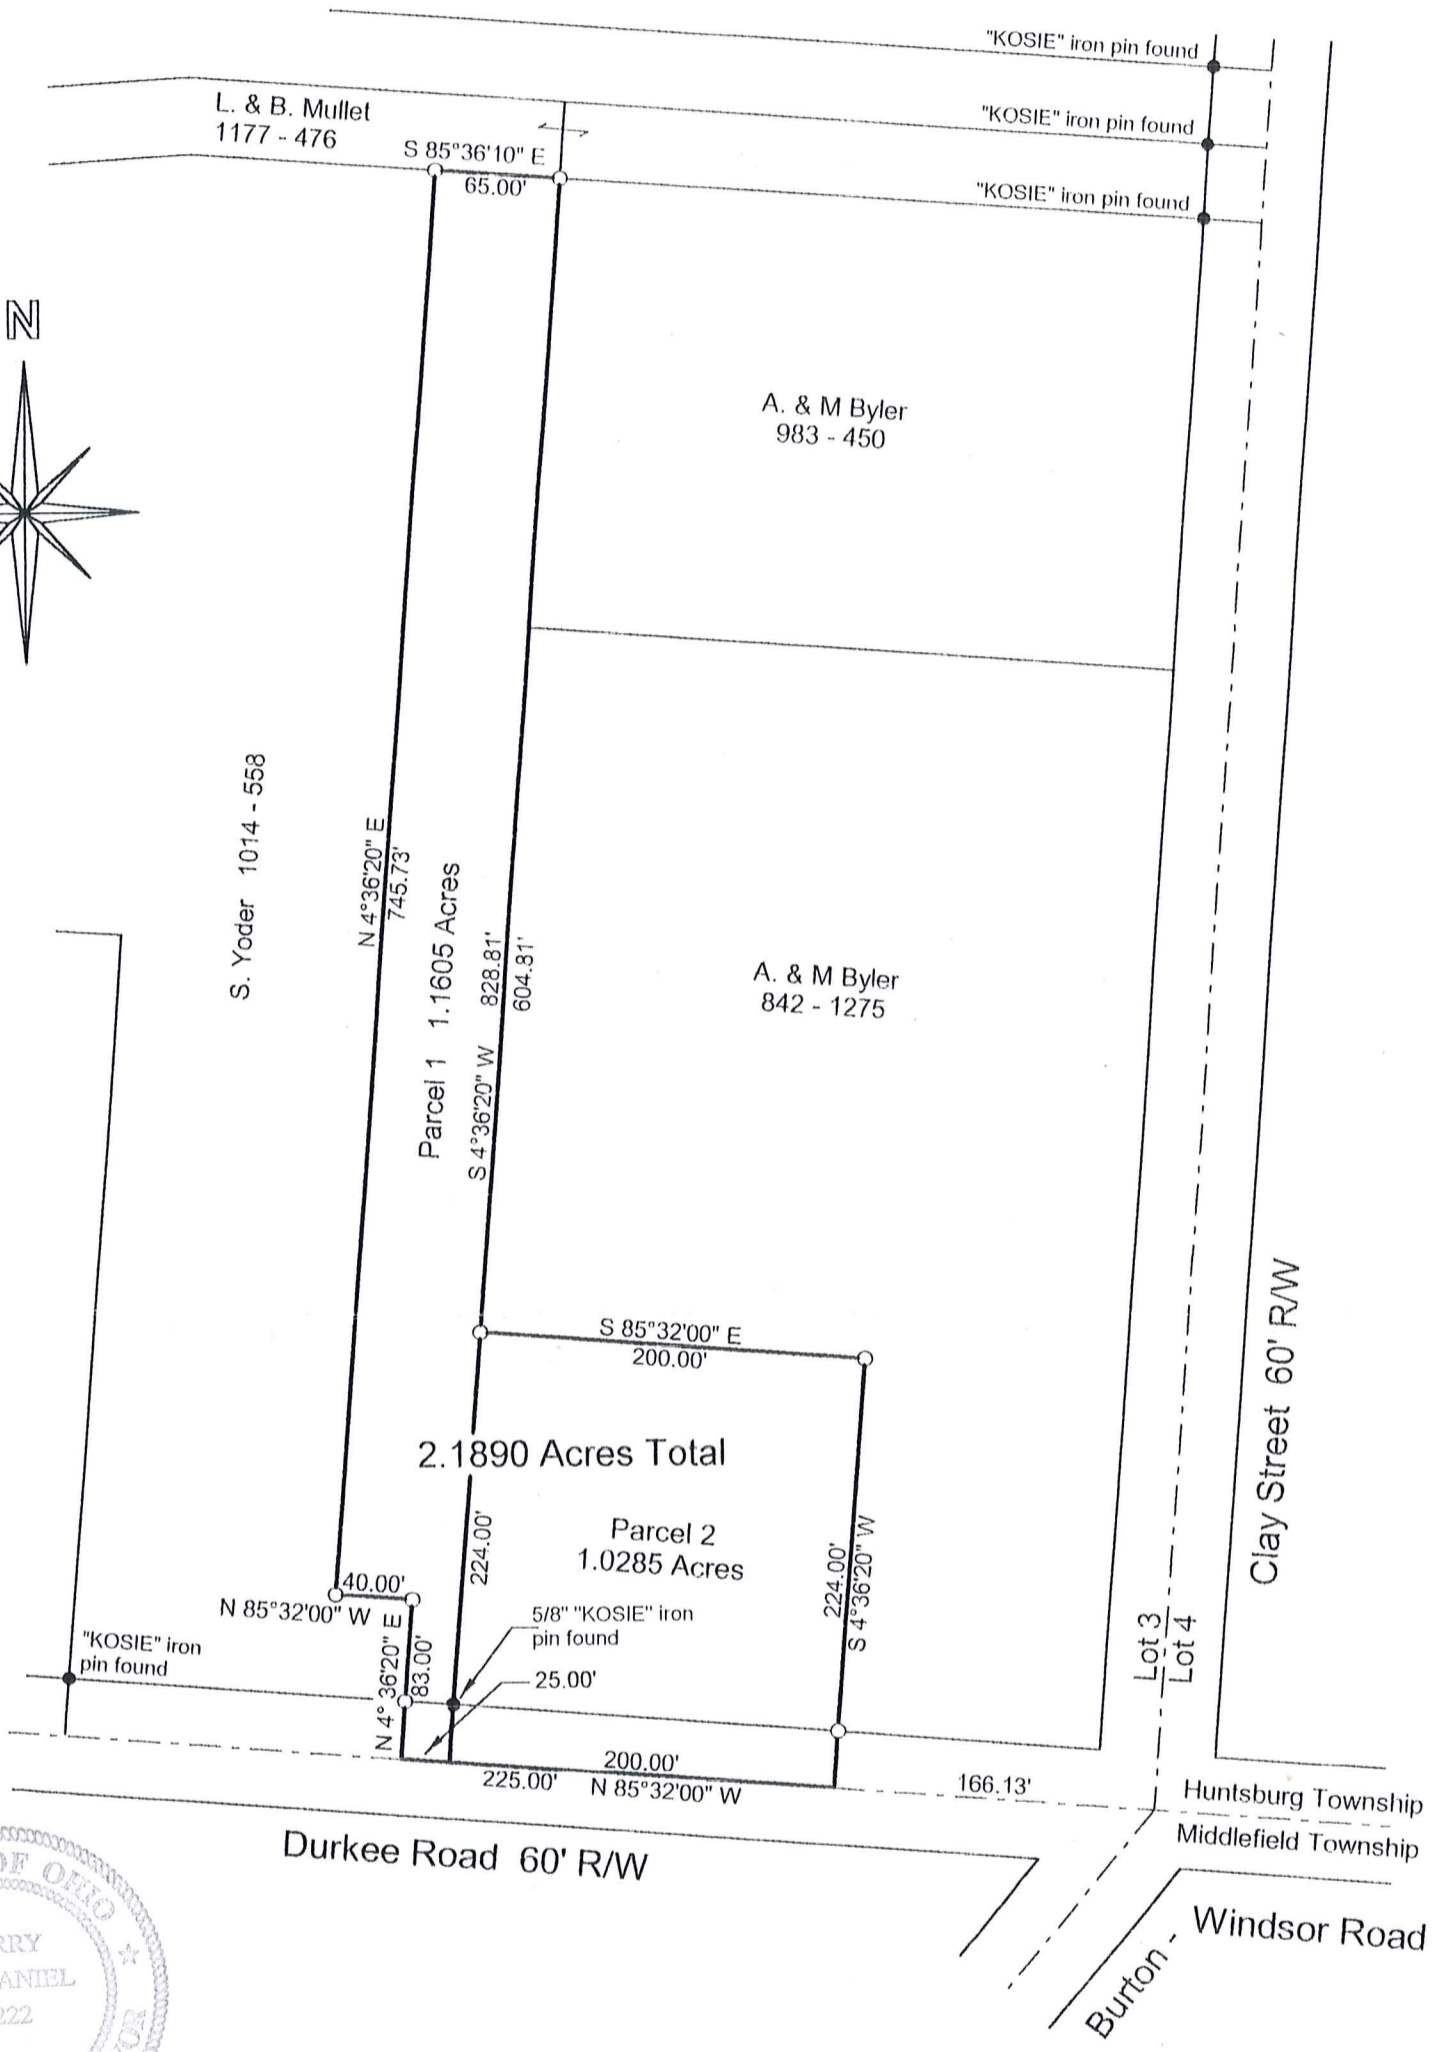 "KOSIE" iron pin found
"KOSIE" iron pin found
L. & B. Mullet
1177 - 476
S 85°36'10" E
65.00'
"KOSIE" iron pin found
N
A. & M Byler
983 - 450
S. Yoder 1014 - 558
N 4°36'20" E
745.73'
Parcel 1 1.1605 Acres
S 4°36'20" W 828.81'
604.81'
A. & M Byler
842 - 1275
S 85°32'00" E
200.00'
Clay Street 60' R/W
2.1890 Acres Total
224.00'
Parcel 2
1.0285 Acres
224.00'
S 4°36'20" W
40.00'
N 85°32'00" W
5/8" "KOSIE" iron
pin found
"KOSIE" iron
pin found
N 4° 36'20" E
83.00'
25.00'
Lot 3
Lot 4
200.00'
225.00' N 85°32'00" W
166.13'
Huntsburg Township
Middlefield Township
Durkee Road 60' R/W
Burton - Windsor Road
OF OHIO